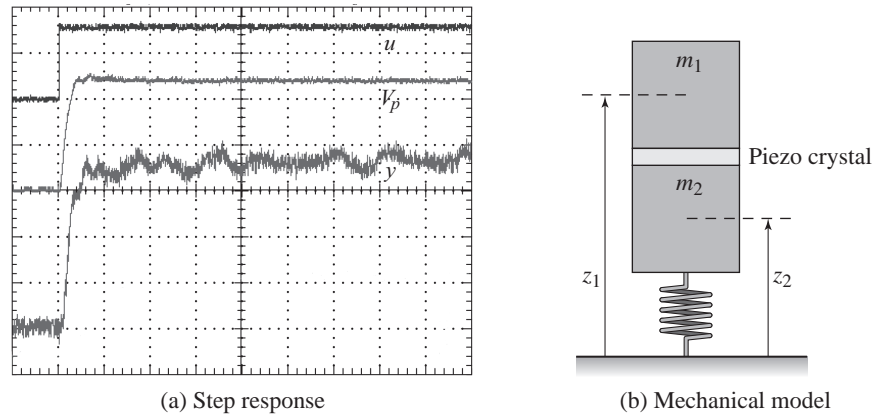 u
V_p
y
(a) Step response
m_1
Piezo crystal
m_2
z_1
z_2
(b) Mechanical model